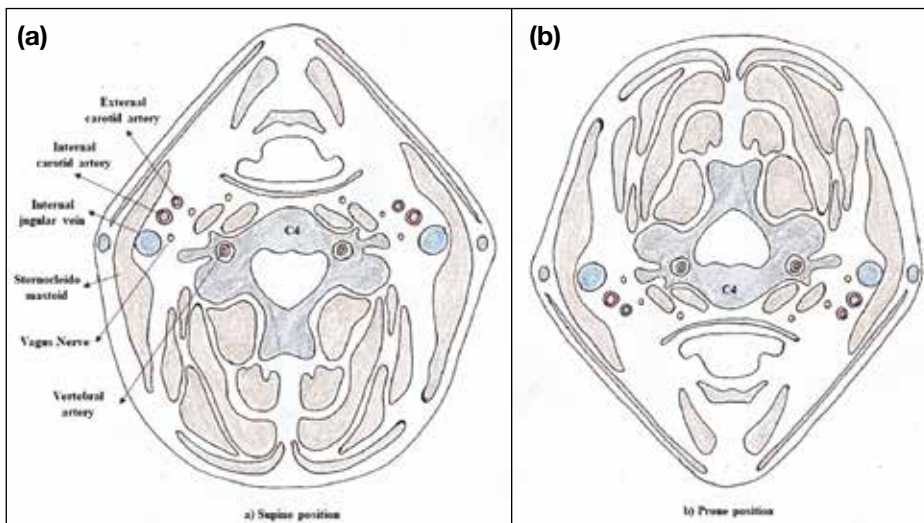 (a)
External
carotid artery
Internal
carotid artery
Internal
jugular vein
Sternocleido
mastoid
Vagus Nerve
Vertebral
artery
C4
a) Supine position
(b)
C4
b) Prone position